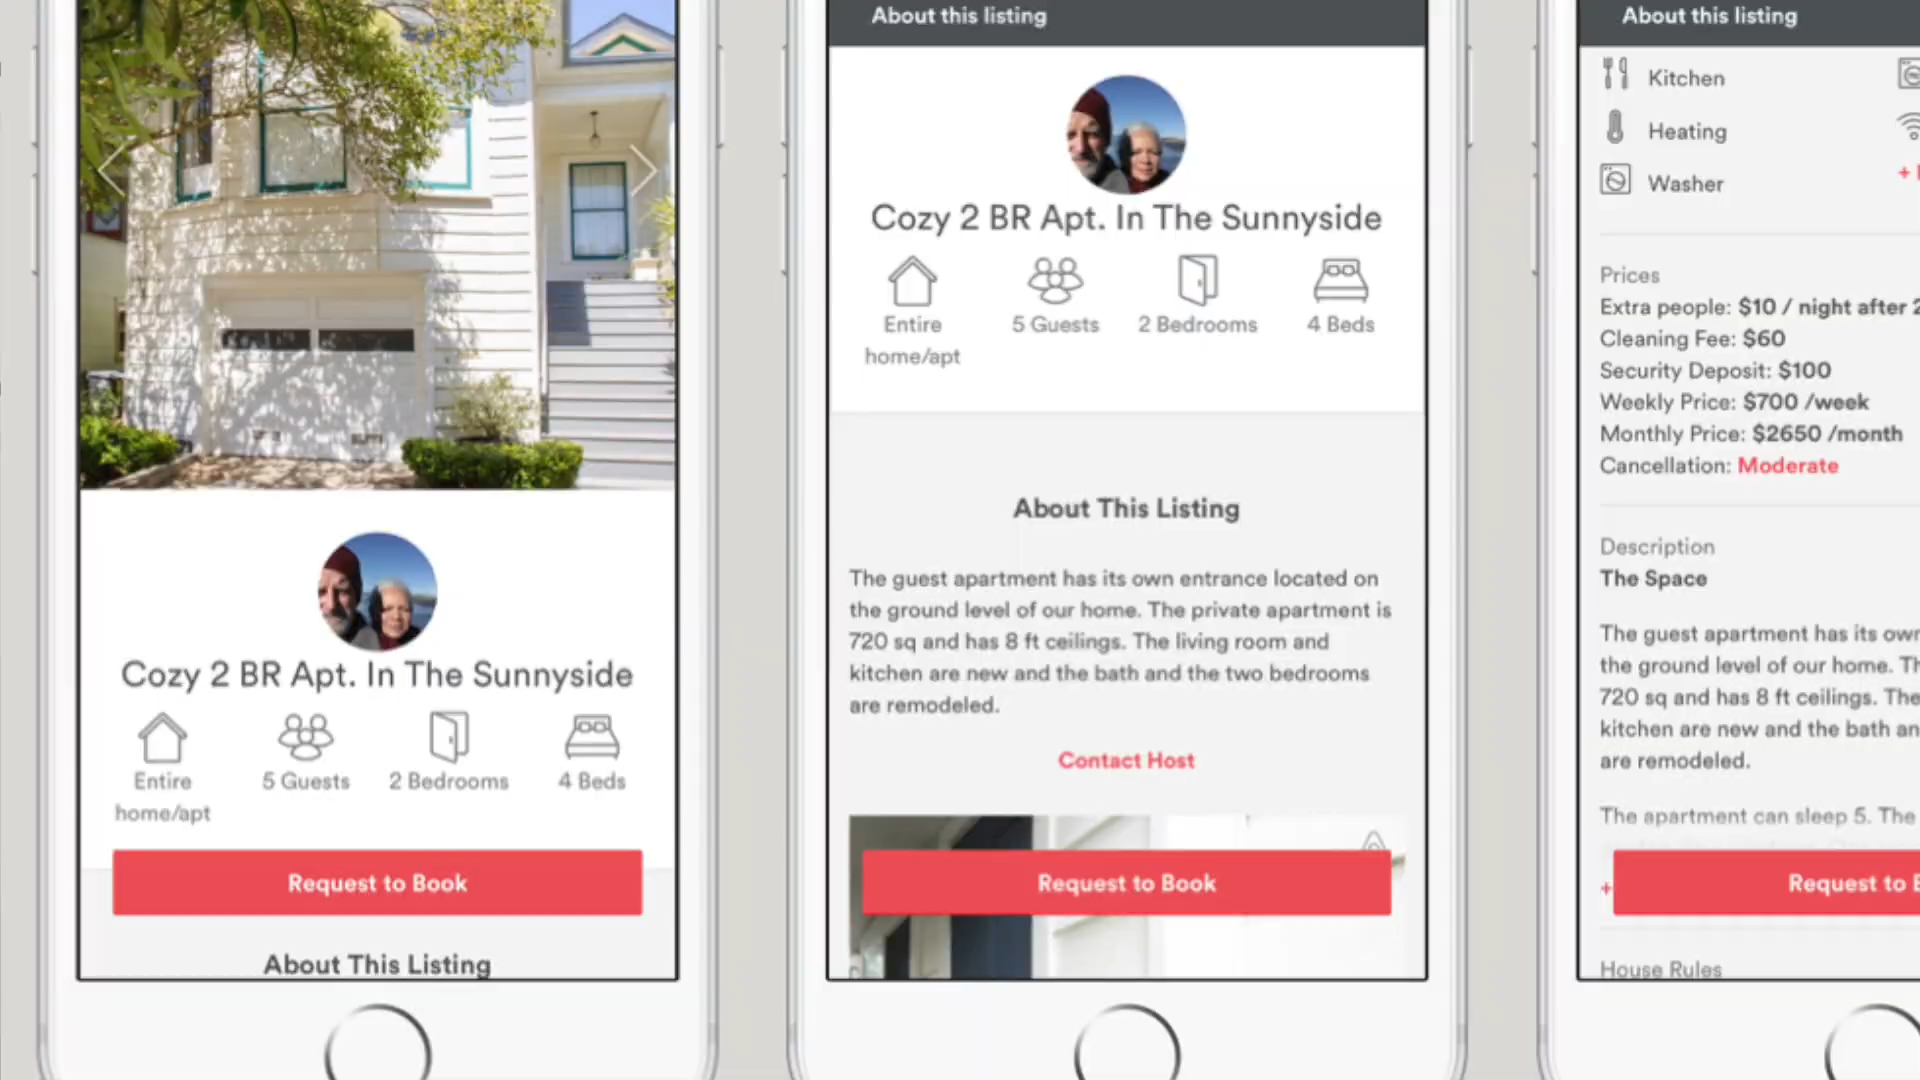 Cozy 2 BR Apt. In The Sunnyside
Entire
home/apt
5 Guests
2 Bedrooms
4 Beds
Request to Book
About This Listing
About this listing
Cozy 2 BR Apt. In The Sunnyside
Entire
home/apt
5 Guests
2 Bedrooms
4 Beds
About This Listing
The guest apartment has its own entrance located on
the ground level of our home. The private apartment is
720 sq and has 8 ft ceilings. The living room and
kitchen are new and the bath and the two bedrooms
are remodeled.
Contact Host
Request to Book
About this listing
Kitchen
Heating
Washer
+
Prices
Extra people: $10 / night after 2
Cleaning Fee: $60
Security Deposit: $100
Weekly Price: $700 /week
Monthly Price: $2650 /month
Cancellation: Moderate
Description
The Space
The guest apartment has its own
the ground level of our home. Th
720 sq and has 8 ft ceilings. The
kitchen are new and the bath an
are remodeled.
The apartment can sleep 5. The
+
Request to B
House Rules